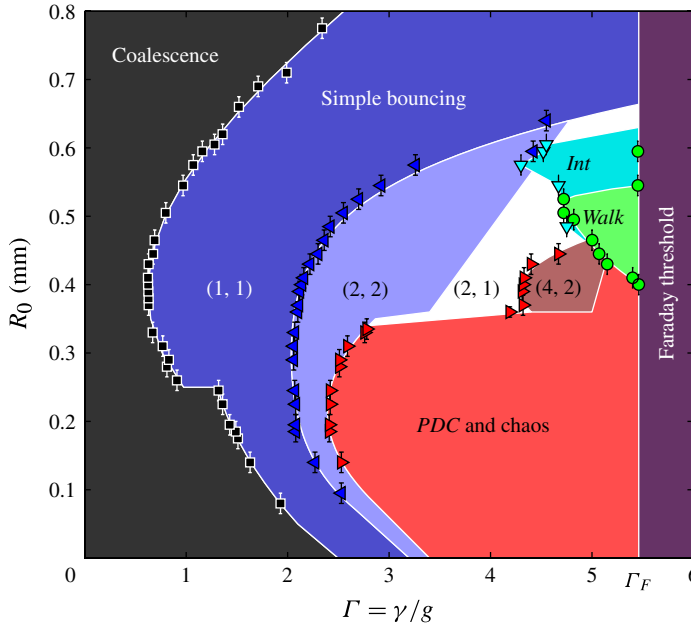 0.8
0.7
0.6
0.5
0.4
0.3
0.2
0.1
R₀ (mm)
Coalescence
Simple bouncing
Int
Walk
(1, 1)
(2, 2)
(2, 1)
(4, 2)
PDC and chaos
Faraday threshold
0
1
2
3
4
5
Γ_F
6
Γ = γ/g